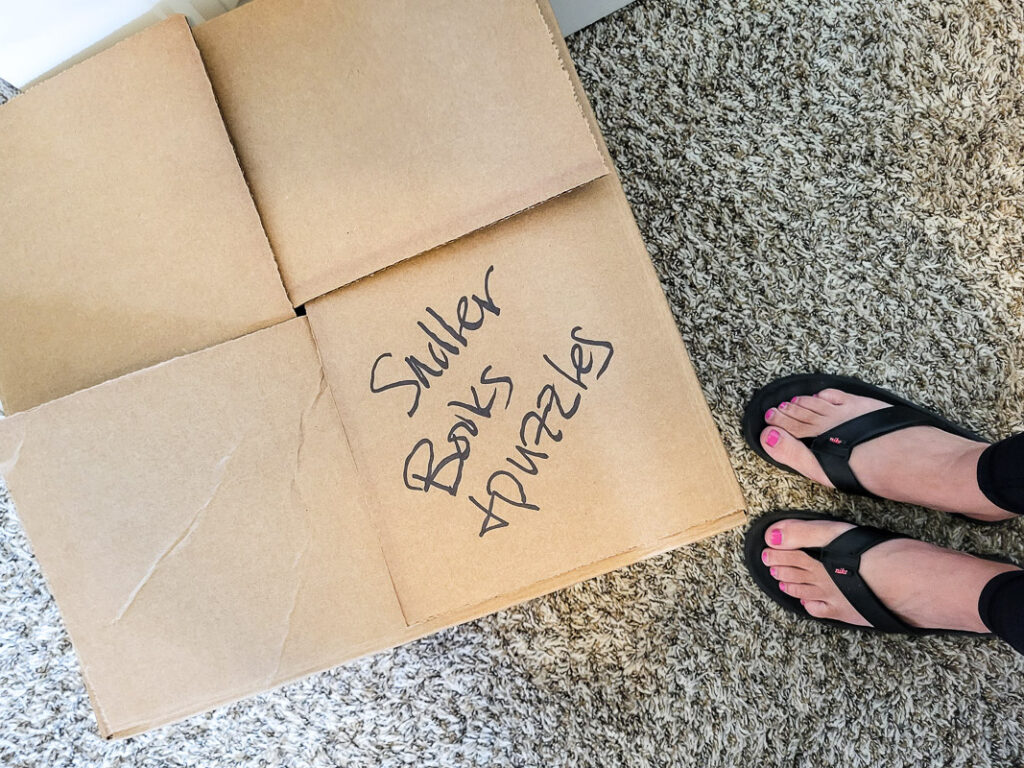 Smaller
Books
+ puzzles